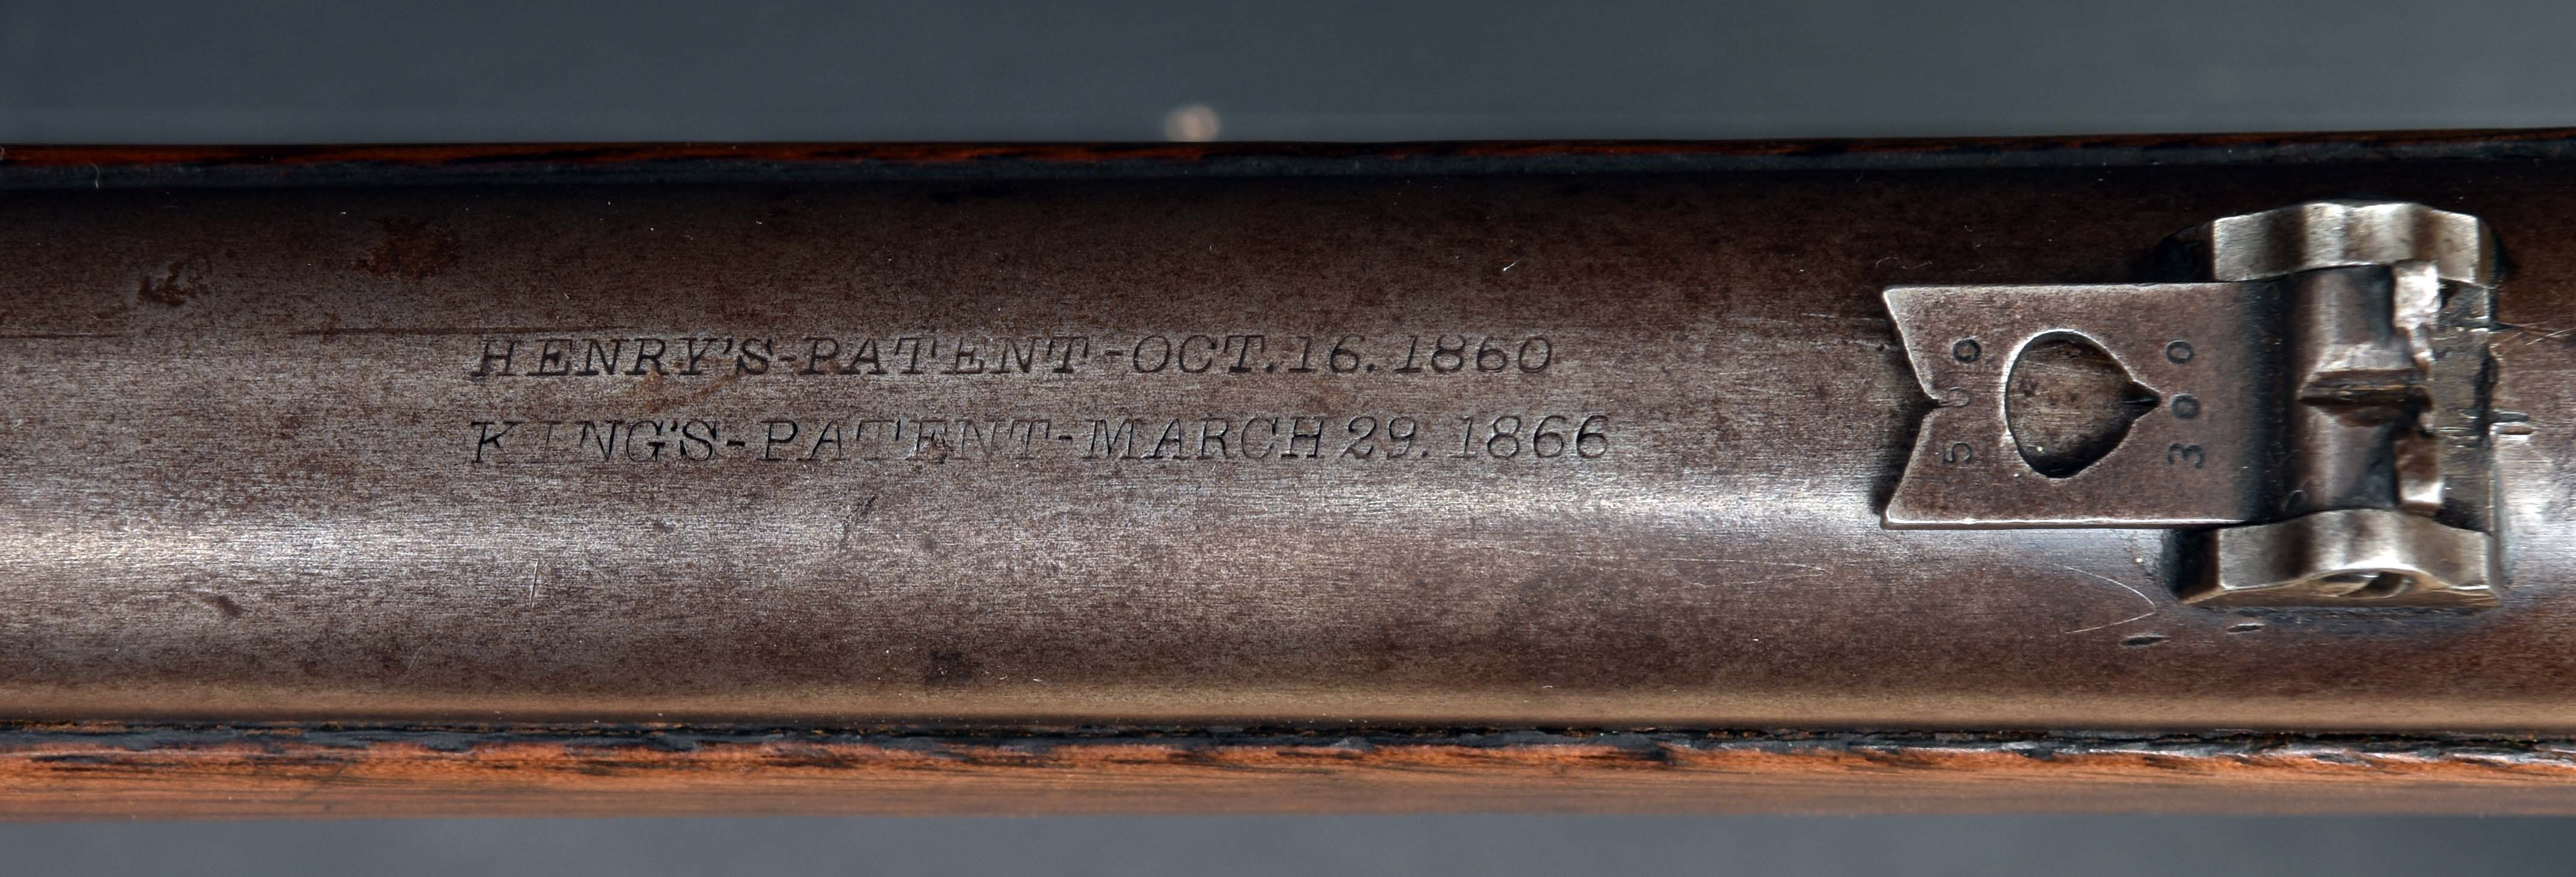 HENRY'S-PATENT-OCT.16.1860
KING'S-PATENT-MARCH 29.1866
500
300